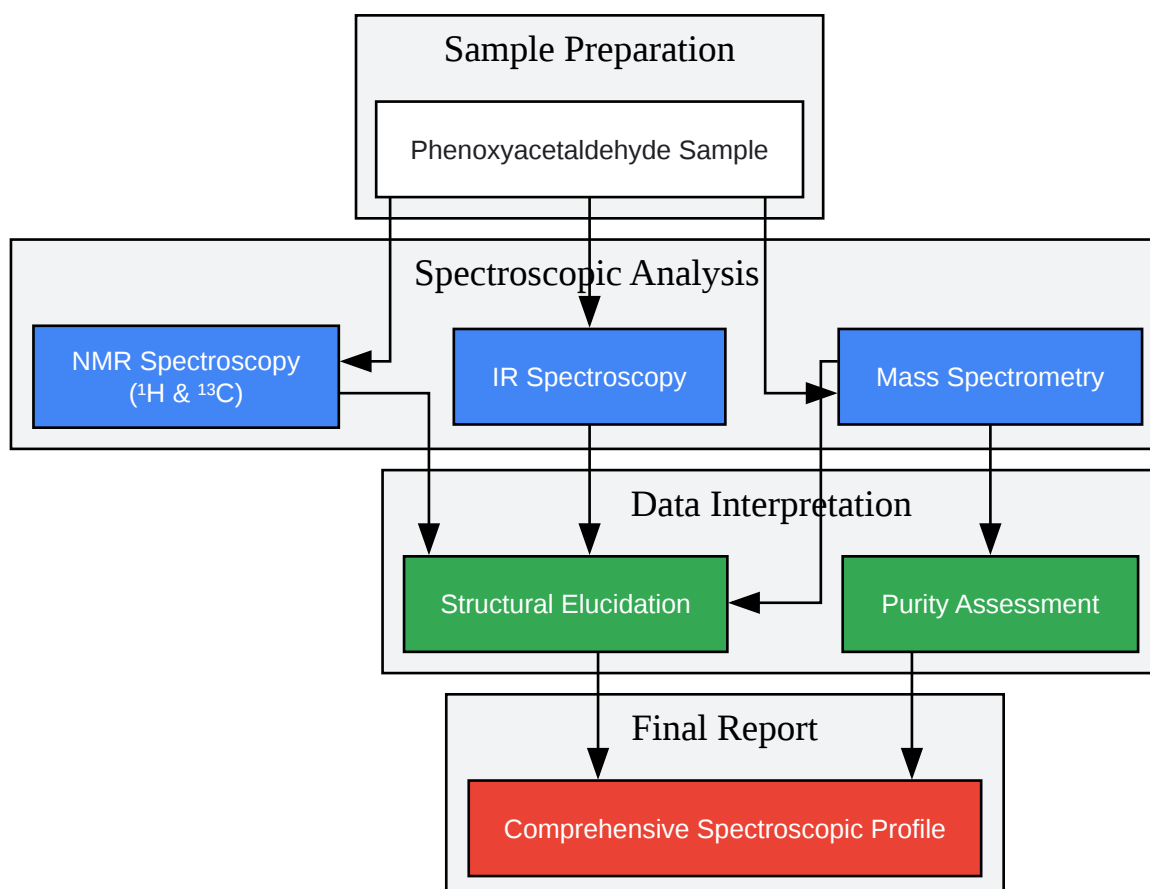 Sample Preparation
Phenoxyacetaldehyde Sample
Spectroscopic Analysis
NMR Spectroscopy
(¹H & ¹³C)
IR Spectroscopy
Mass Spectrometry
Data Interpretation
Structural Elucidation
Purity Assessment
Final Report
Comprehensive Spectroscopic Profile